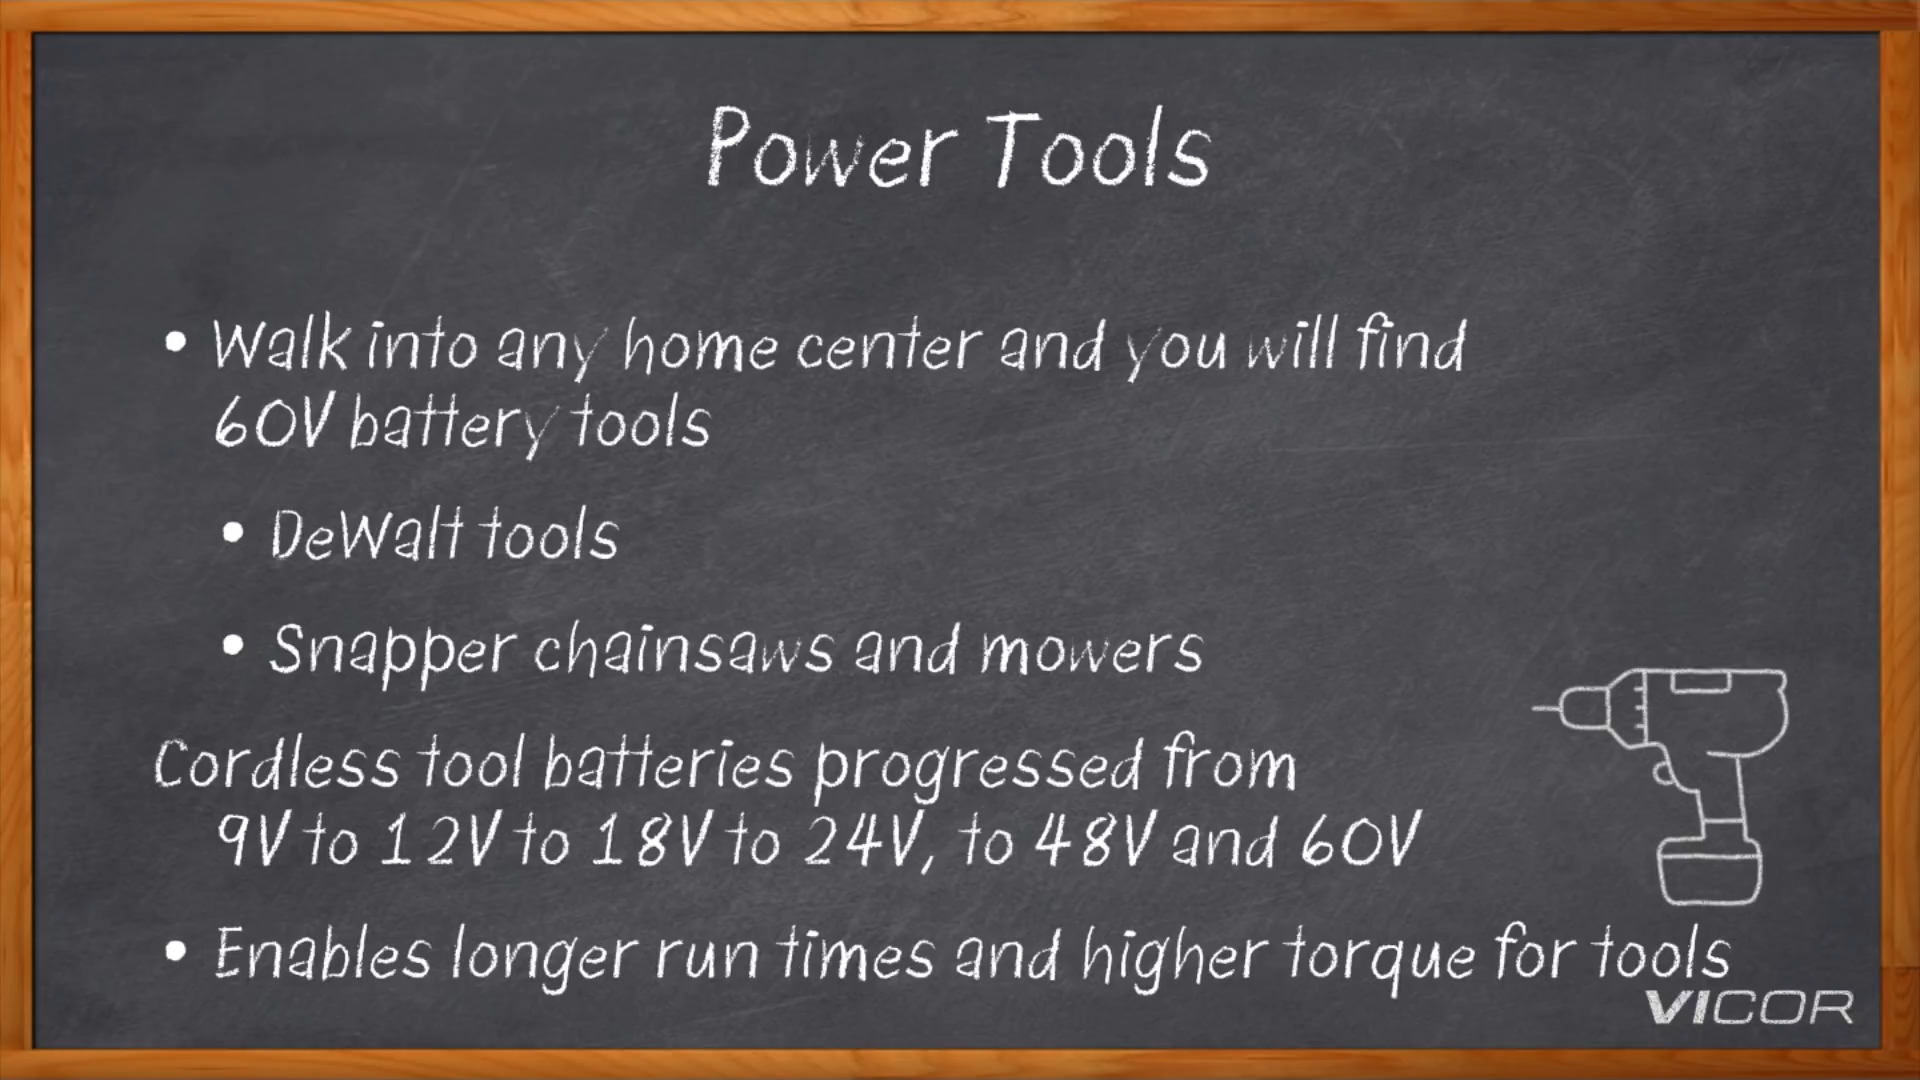 Power Tools
• Walk into any home center and you will find
60V battery tools
• DeWalt tools
• Snapper chainsaws and mowers
Cordless tool batteries progressed from
9V to 12V to 18V to 24V, to 48V and 60V
• Enables longer run times and higher torque for tools
VICOR